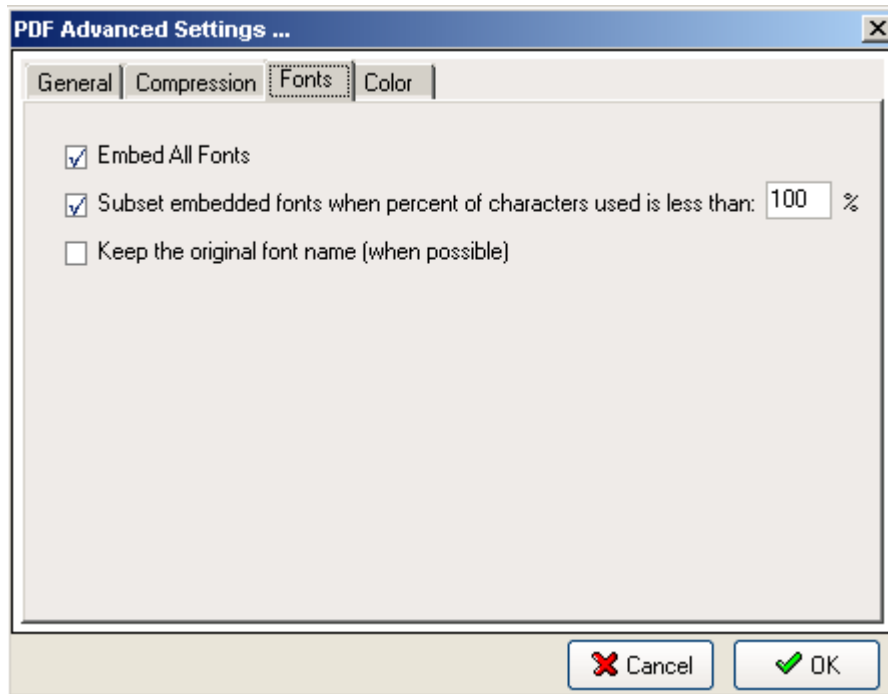 PDF Advanced Settings ...
General Compression Fonts Color
Embed All Fonts
Subset embedded fonts when percent of characters used is less than: 100 %
Keep the original font name (when possible)
Cancel OK